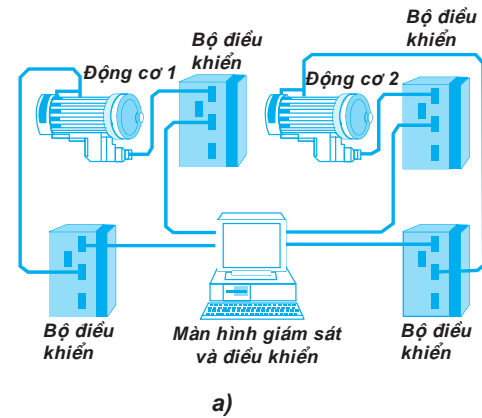 Bộ điều
khiển
Động cơ 1
Bộ điều
khiển
Động cơ 2
Bộ điều
khiển
Màn hình giám sát
và điều khiển
Bộ điều
khiển
a)